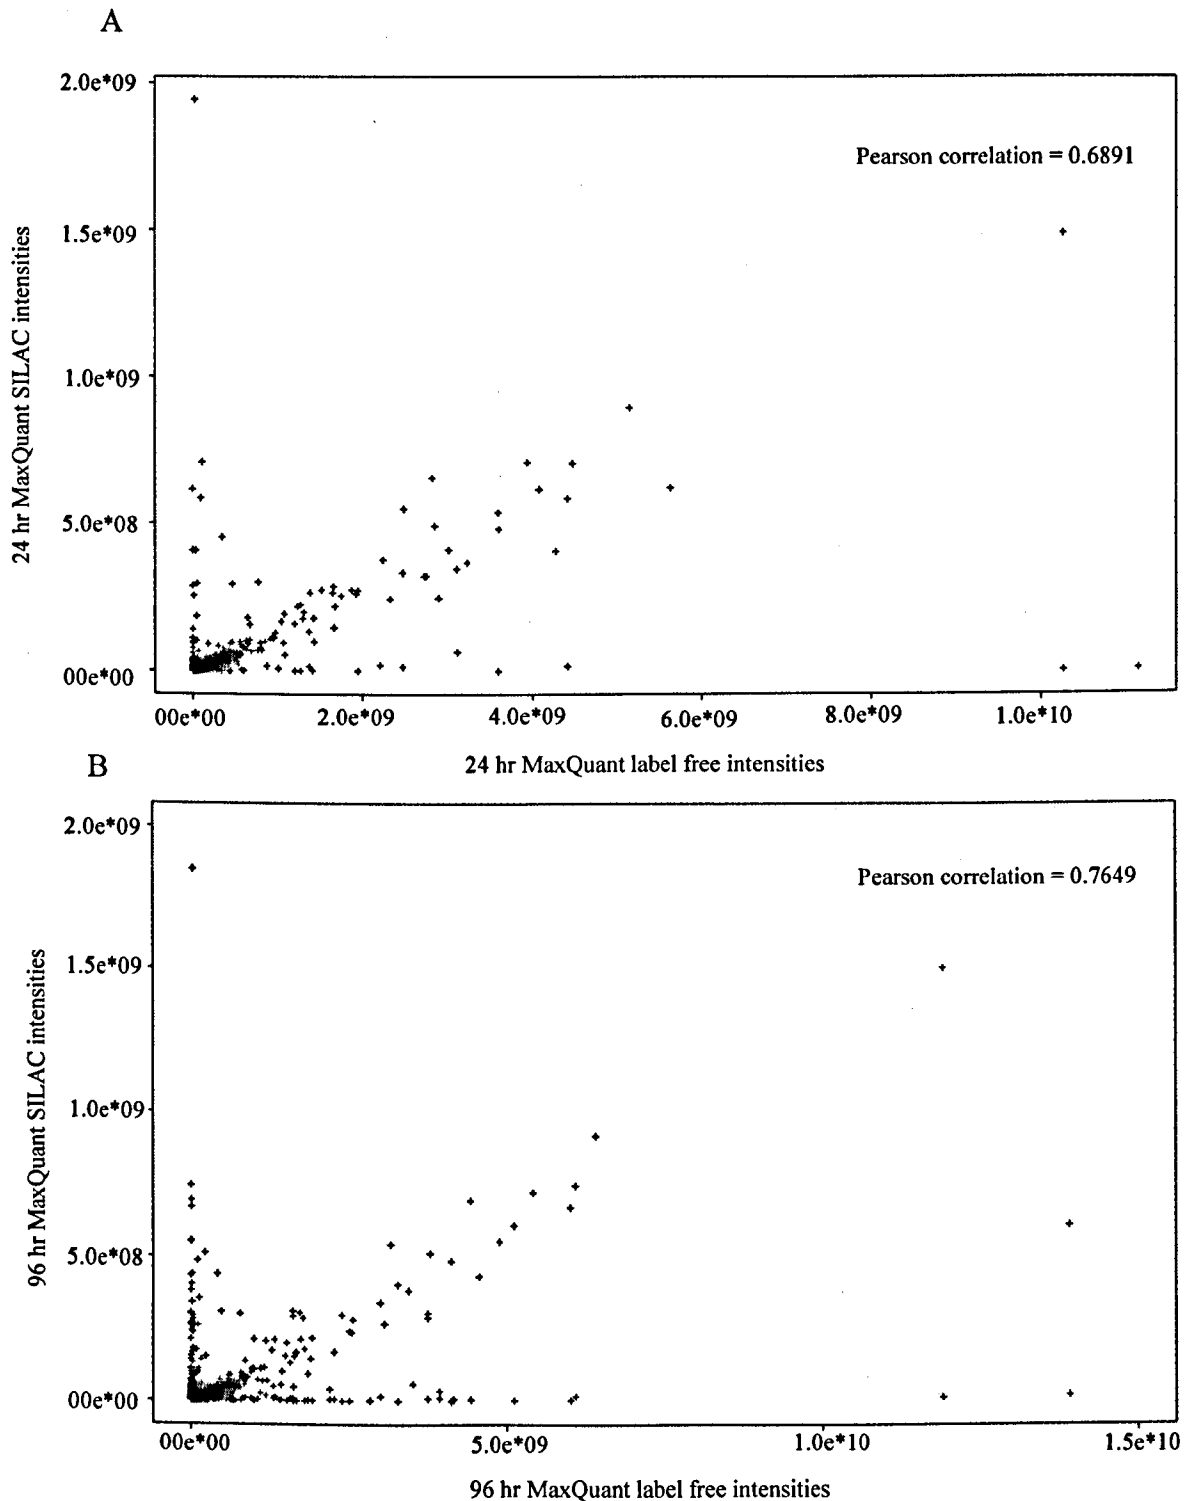 A
2.0e*09
Pearson correlation = 0.6891
1.5e*09
1.0e*09
5.0e*08
00e*00
24 hr MaxQuant SILAC intensities
00e*00 2.0e*09 4.0e*09 6.0e*09 8.0e*09 1.0e*10
24 hr MaxQuant label free intensities
B
2.0e*09
Pearson correlation = 0.7649
1.5e*09
1.0e*09
5.0e*08
00e*00
96 hr MaxQuant SILAC intensities
00e*00 5.0e*09 1.0e*10 1.5e*10
96 hr MaxQuant label free intensities